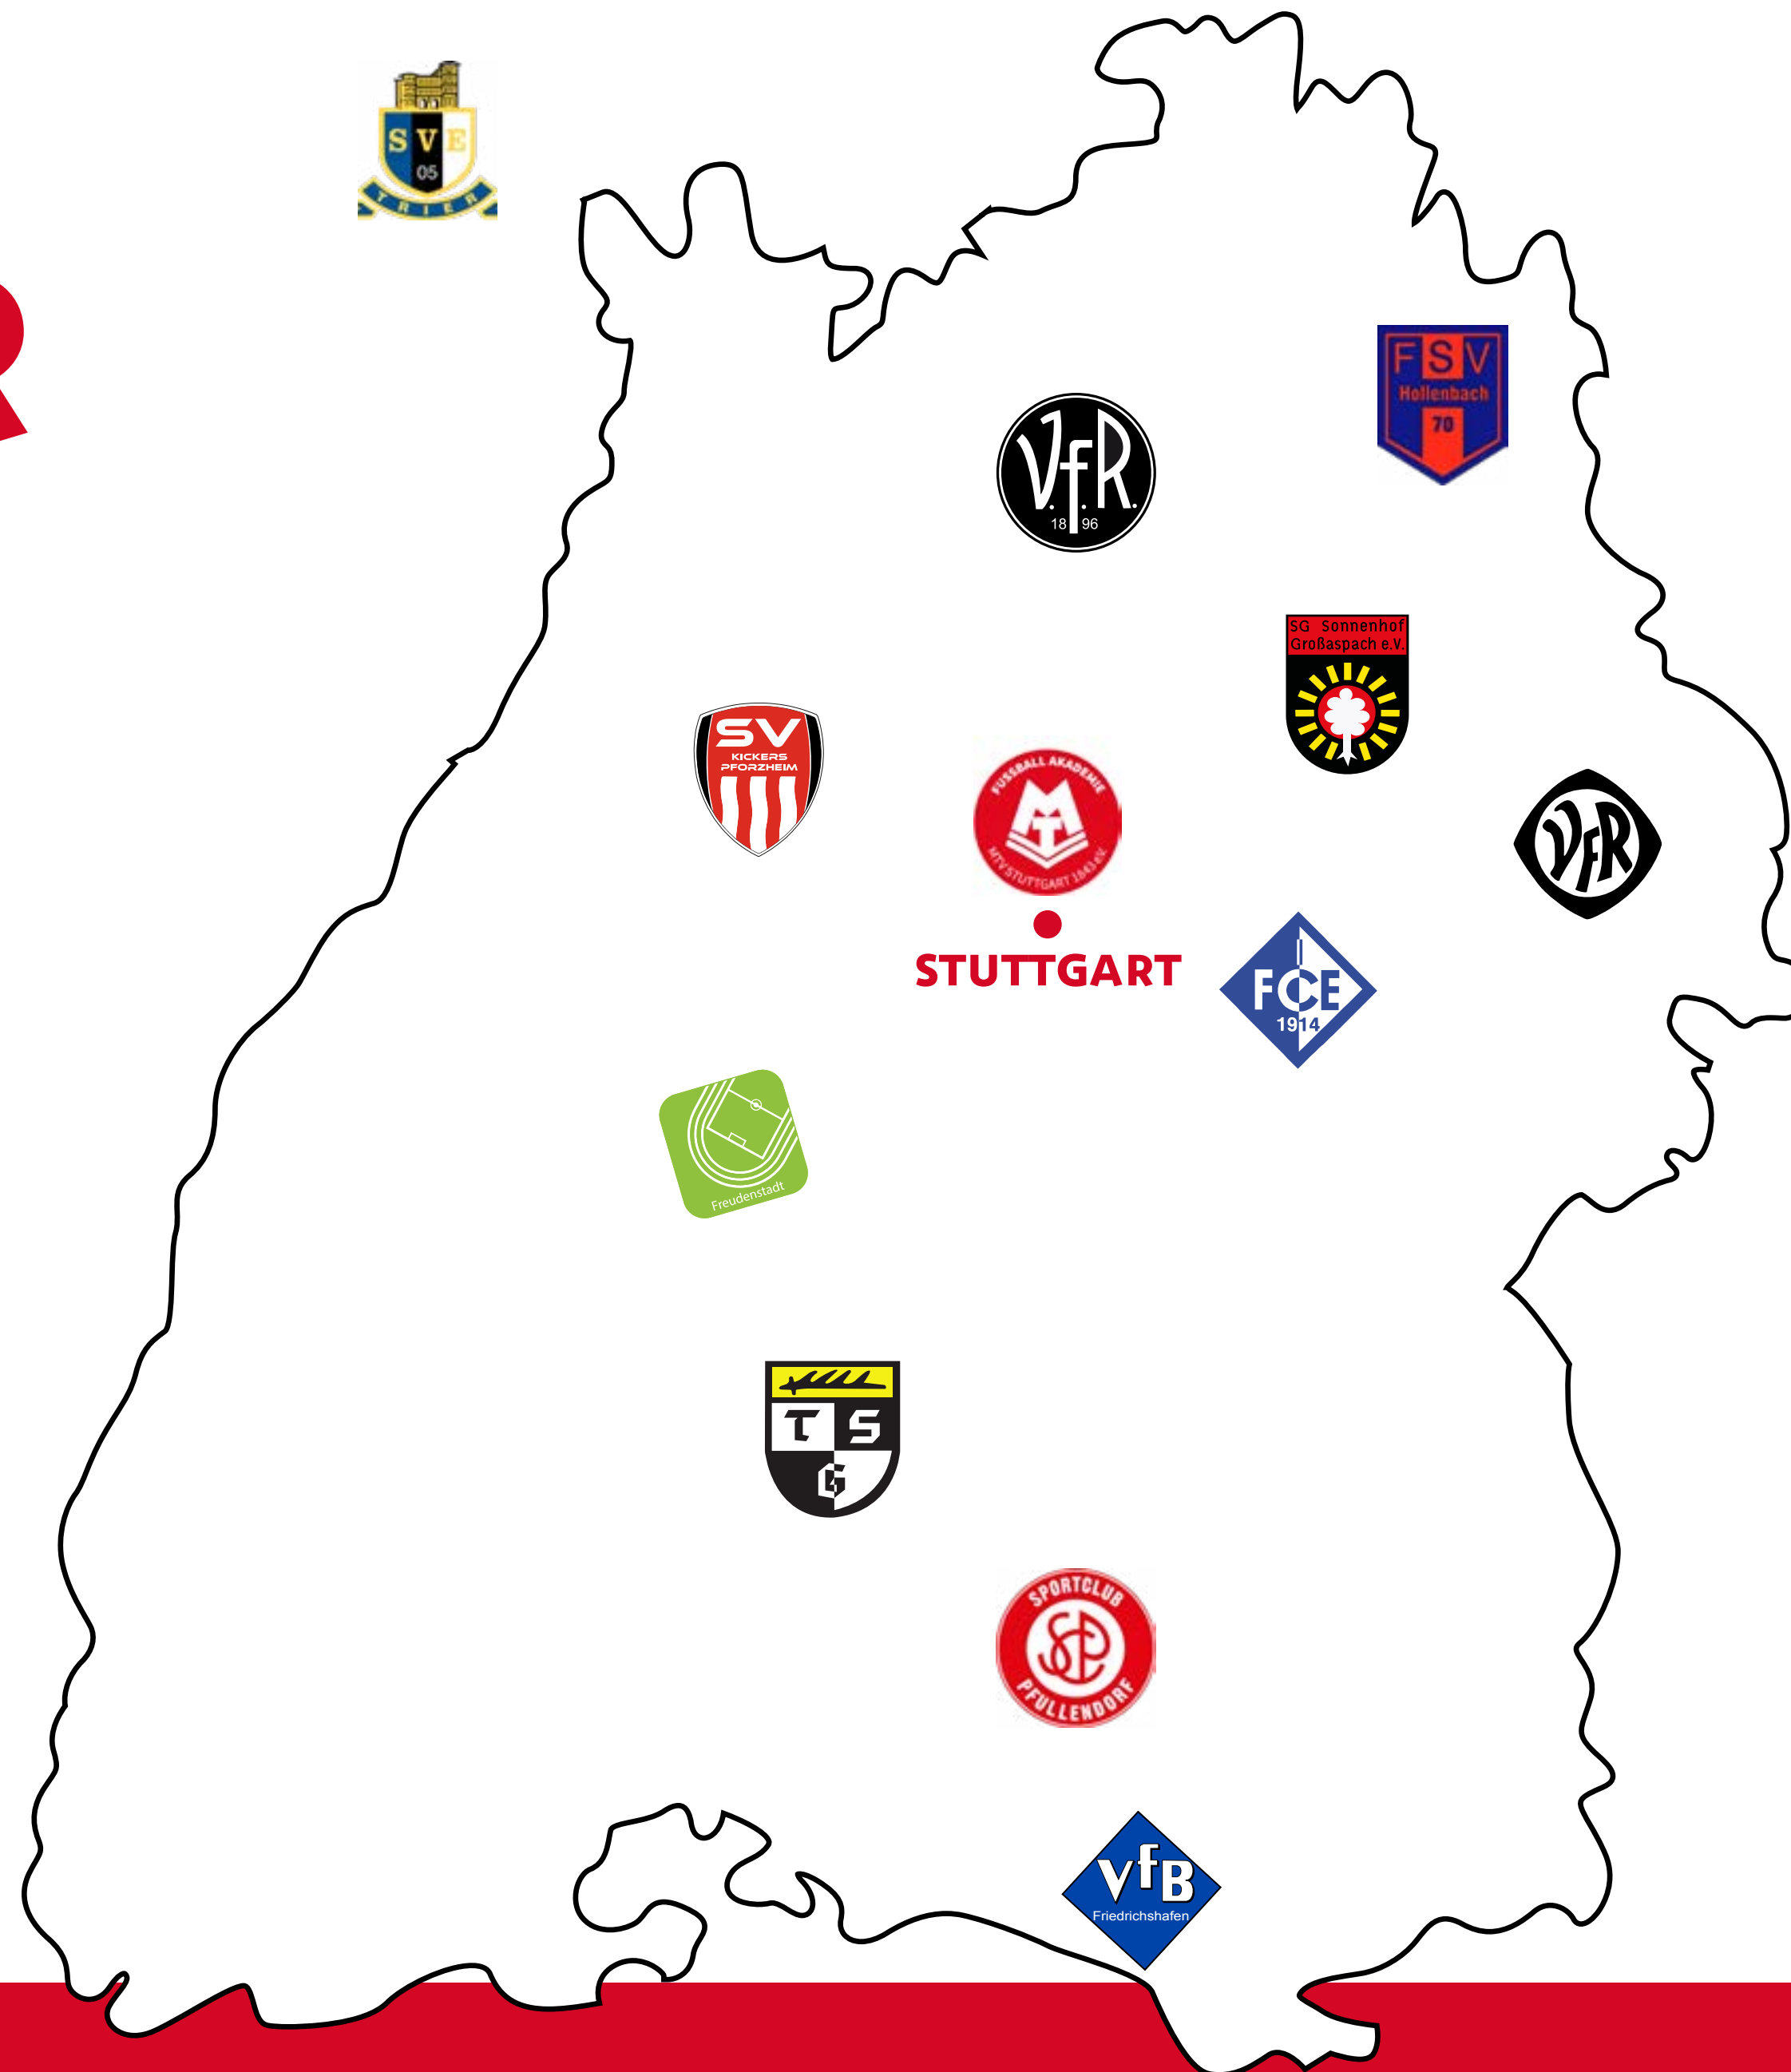 S V E
05
TRIER
R
FSV
Hollenbach
70
V.f.R.
18 96
SG Sonnenhof
Großaspach e.V.
SV
KICKERS
PFORZHEIM
FUSSBALL AKADEMIE
MTV
MTV STUTTGART 1843 e.V.
VFR
STUTTGART
FCE
1914
Freudenstadt
T S
G
SPORTCLUB
SCP
PFULLENDORF
VfB
Friedrichshafen